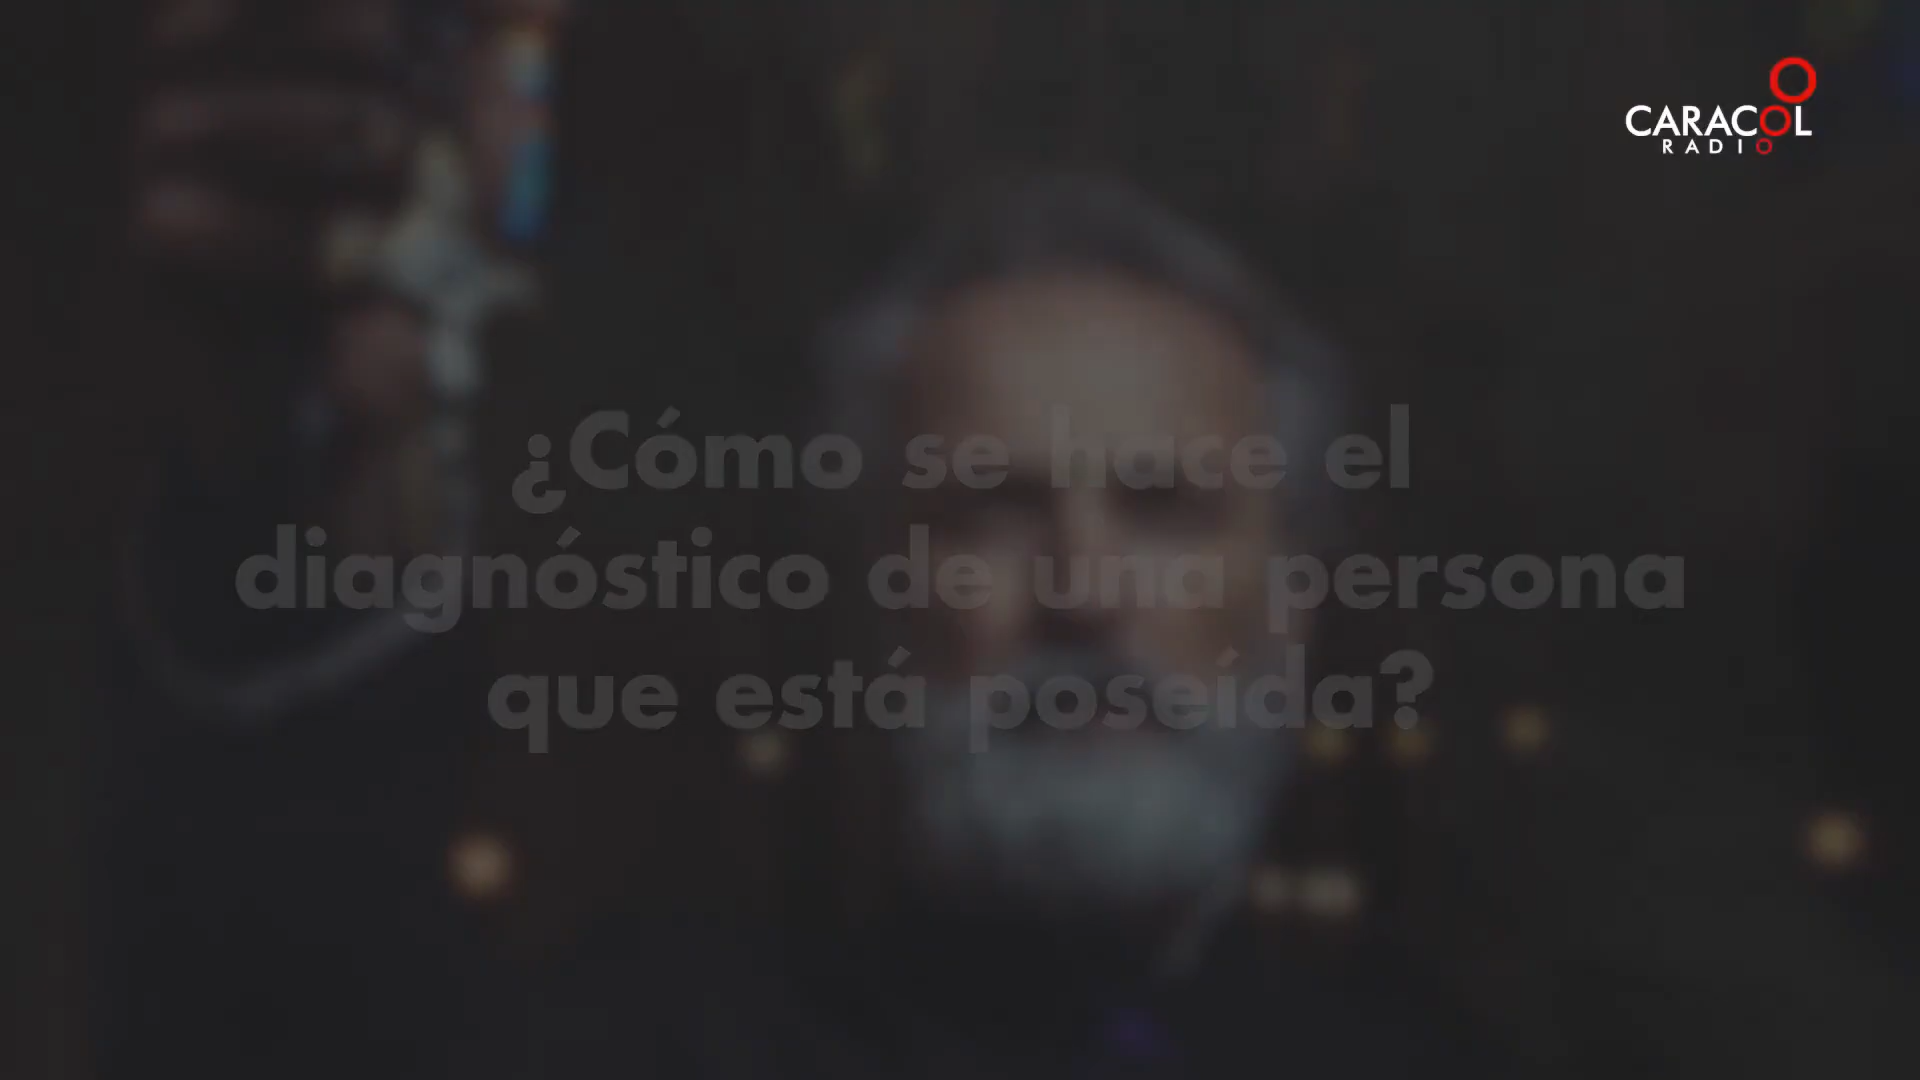 CARACOL
RADIO
¿Cómo se hace el
diagnóstico de una persona
que está poseída?